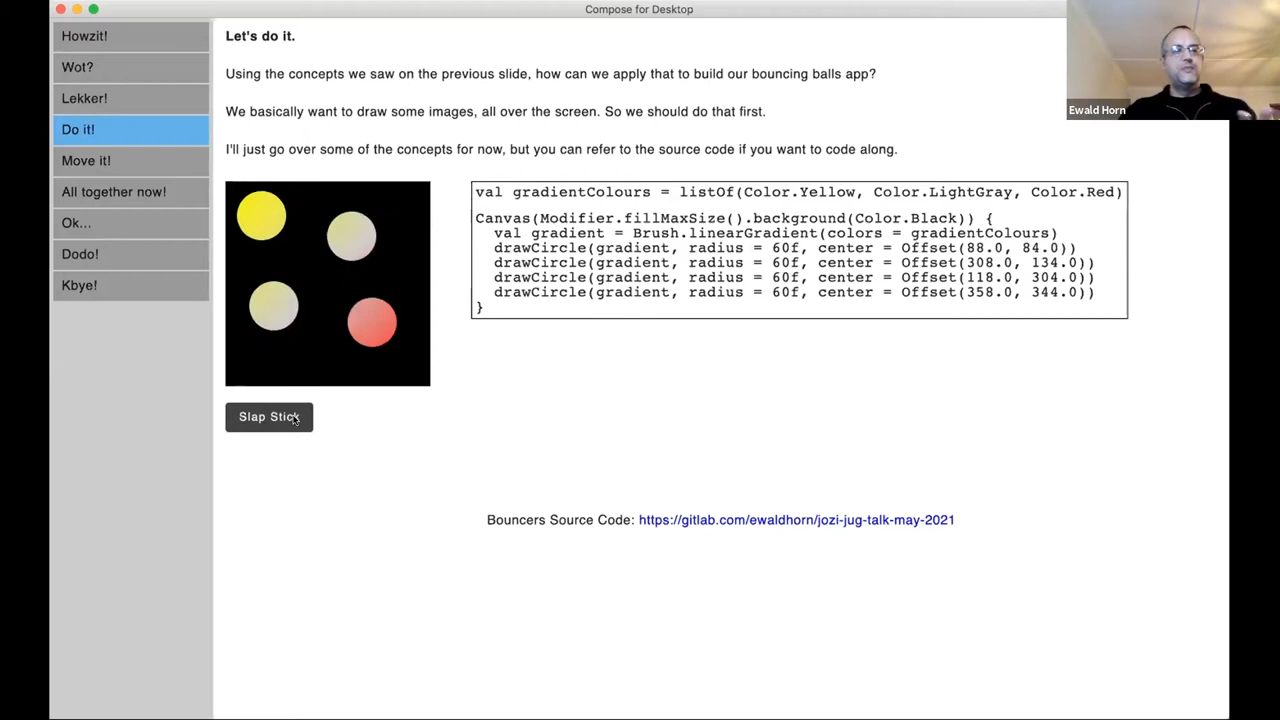 Compose for Desktop
Howzit!
Wot?
Lekker!
Do it!
Move it!
All together now!
Ok...
Dodo!
Kbye!
Let's do it.
Using the concepts we saw on the previous slide, how can we apply that to build our bouncing balls app?
We basically want to draw some images, all over the screen. So we should do that first.
I'll just go over some of the concepts for now, but you can refer to the source code if you want to code along.
val gradientColours = listOf(Color.Yellow, Color.LightGray, Color.Red)
Canvas(Modifier.fillMaxSize().background(Color.Black)) {
val gradient = Brush.linearGradient(colors = gradientColours)
drawCircle(gradient, radius = 60f, center = Offset(88.0, 84.0))
drawCircle(gradient, radius = 60f, center = Offset(308.0, 134.0))
drawCircle(gradient, radius = 60f, center = Offset(118.0, 304.0))
drawCircle(gradient, radius = 60f, center = Offset(358.0, 344.0))
}
Slap Stick
Bouncers Source Code: https://gitlab.com/ewaldhorn/jozi-jug-talk-may-2021
Ewald Horn